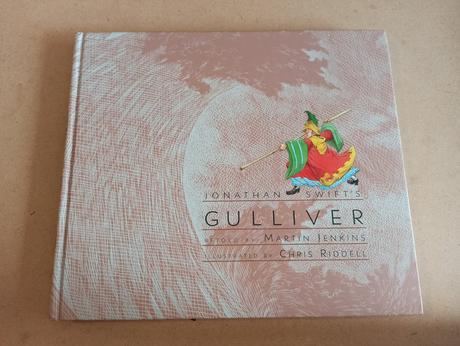 JONATHAN SWIFT'S
GULLIVER
RETOLD BY MARTIN JENKINS
ILLUSTRATED BY CHRIS RIDDELL